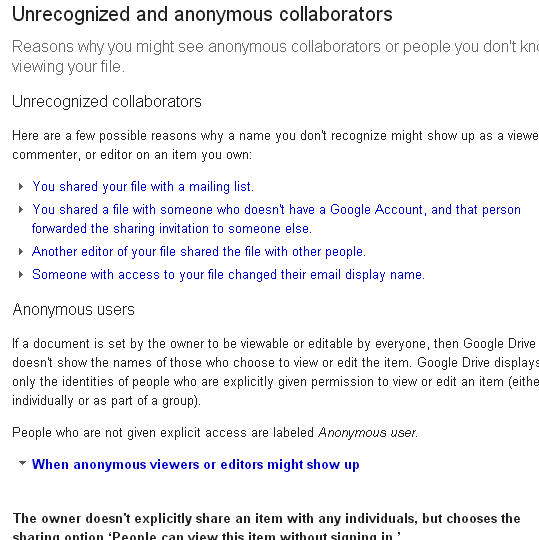 Unrecognized and anonymous collaborators
Reasons why you might see anonymous collaborators or people you don't kno
viewing your file.
Unrecognized collaborators
Here are a few possible reasons why a name you don't recognize might show up as a viewe
commenter, or editor on an item you own:
You shared your file with a mailing list.
You shared a file with someone who doesn't have a Google Account, and that person
forwarded the sharing invitation to someone else.
Another editor of your file shared the file with other people.
Someone with access to your file changed their email display name.
Anonymous users
If a document is set by the owner to be viewable or editable by everyone, then Google Drive
doesn't show the names of those who choose to view or edit the item. Google Drive displays
only the identities of people who are explicitly given permission to view or edit an item (eithe
individually or as part of a group).
People who are not given explicit access are labeled Anonymous user.
When anonymous viewers or editors might show up
The owner doesn't explicitly share an item with any individuals, but chooses the
sharing option ‘People can view this item without signing in.’